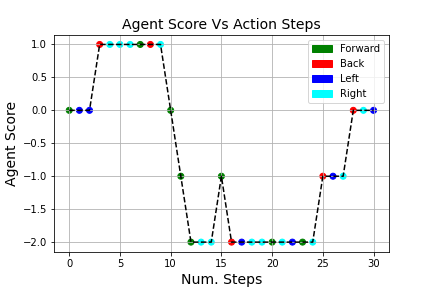 Agent Score Vs Action Steps
Agent Score
1.0
0.5
0.0
−0.5
−1.0
−1.5
−2.0
Forward
Back
Left
Right
0 5 10 15 20 25 30
Num. Steps